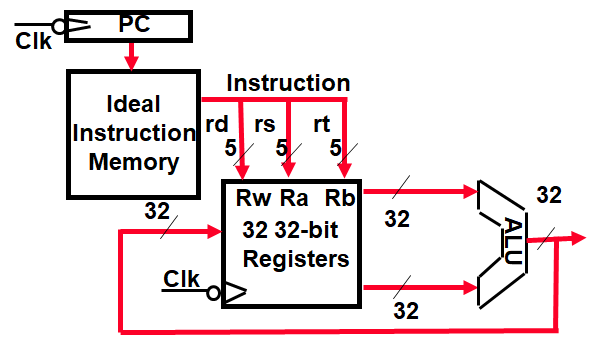 PC
Clk
Instruction
Ideal
Instruction
Memory
rd rs rt
5 5 5
32
Rw Ra Rb
32 32-bit
Registers
Clk
32
32
ALU
32